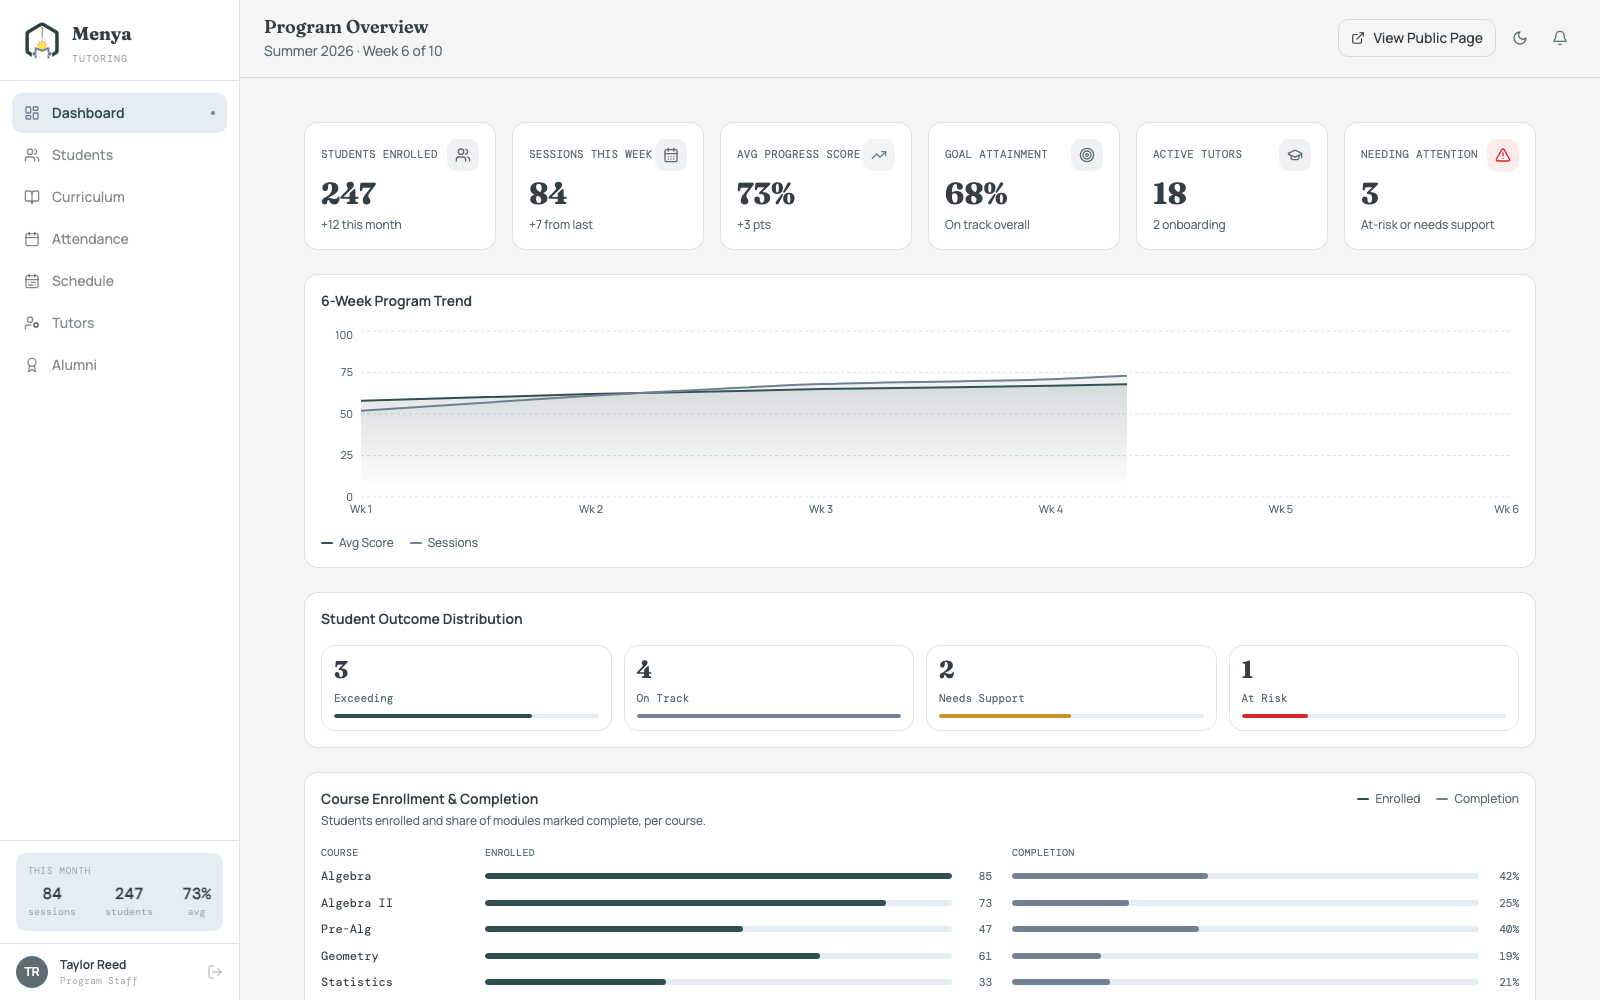 Menya
TUTORING
Dashboard
Students
Curriculum
Attendance
Schedule
Tutors
Alumni
THIS MONTH
84 247 73%
sessions students avg
TR
Taylor Reed
Program Staff
Program Overview
Summer 2026 · Week 6 of 10
View Public Page
STUDENTS ENROLLED
247
+12 this month
SESSIONS THIS WEEK
84
+7 from last
AVG PROGRESS SCORE
73%
+3 pts
GOAL ATTAINMENT
68%
On track overall
ACTIVE TUTORS
18
2 onboarding
NEEDING ATTENTION
3
At-risk or needs support
6-Week Program Trend
100
75
50
25
0
Wk 1 Wk 2 Wk 3 Wk 4 Wk 5 Wk 6
Avg Score Sessions
Student Outcome Distribution
3
Exceeding
4
On Track
2
Needs Support
1
At Risk
Course Enrollment & Completion
Enrolled Completion
Students enrolled and share of modules marked complete, per course.
COURSE ENROLLED COMPLETION
Algebra 85 42%
Algebra II 73 25%
Pre-Alg 47 40%
Geometry 61 19%
Statistics 33 21%